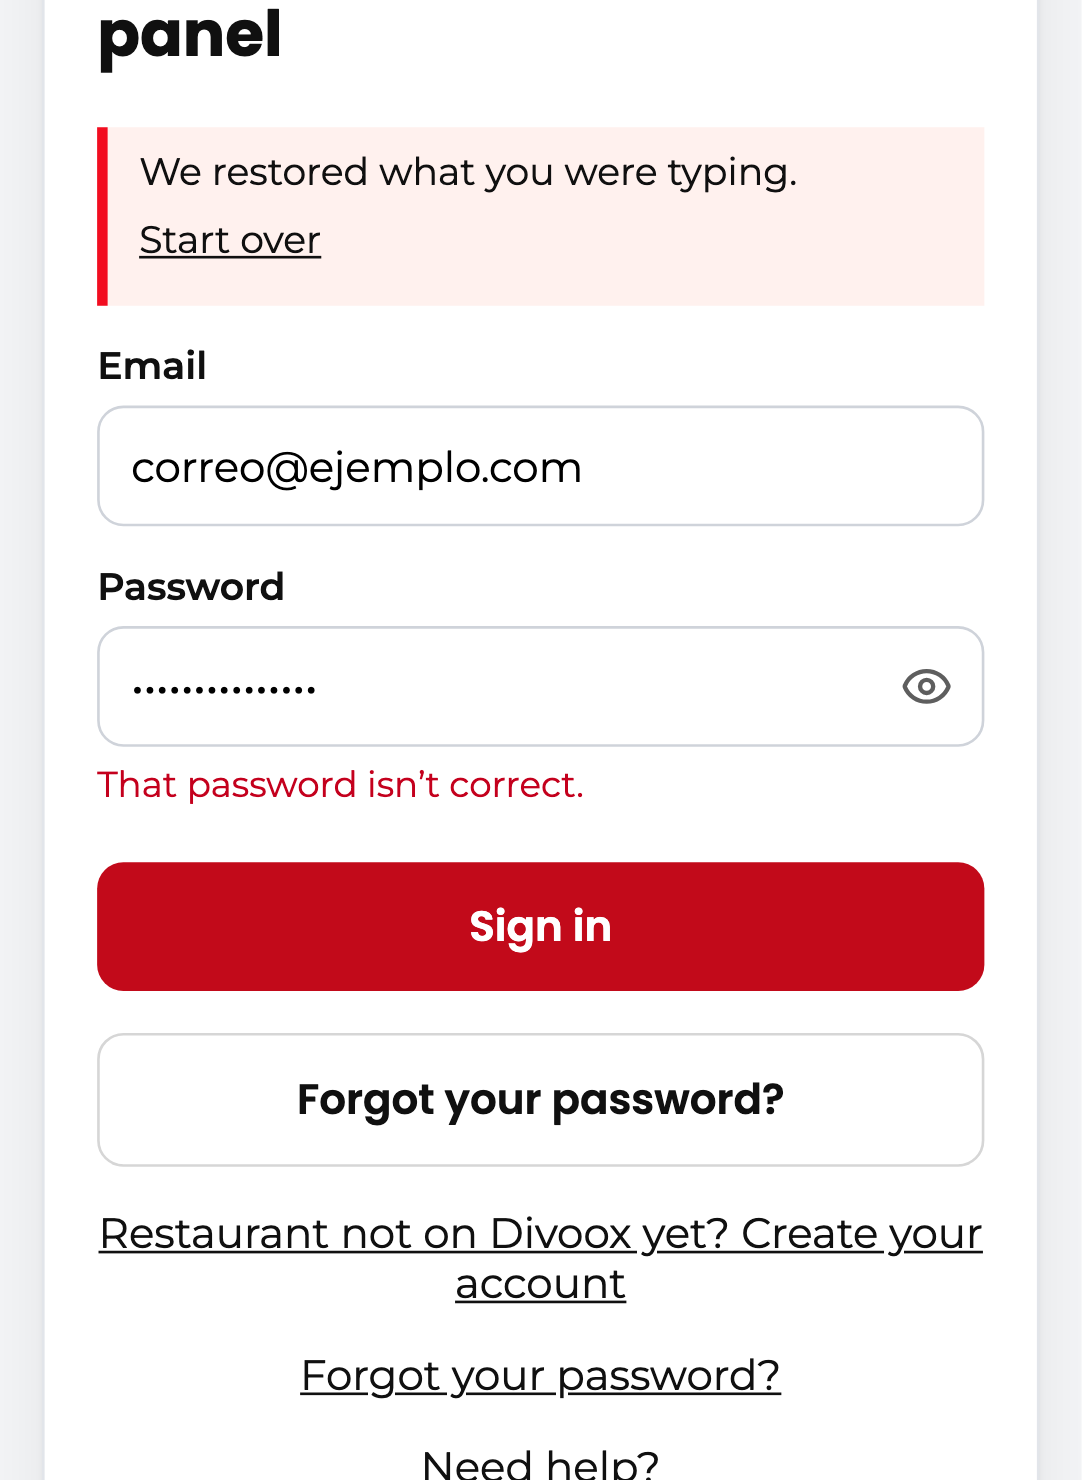 panel
We restored what you were typing.
Start over
Email
correo@ejemplo.com
Password
•••••••••••••••
That password isn’t correct.
Sign in
Forgot your password?
Restaurant not on Divoox yet? Create your
account
Forgot your password?
Need help?